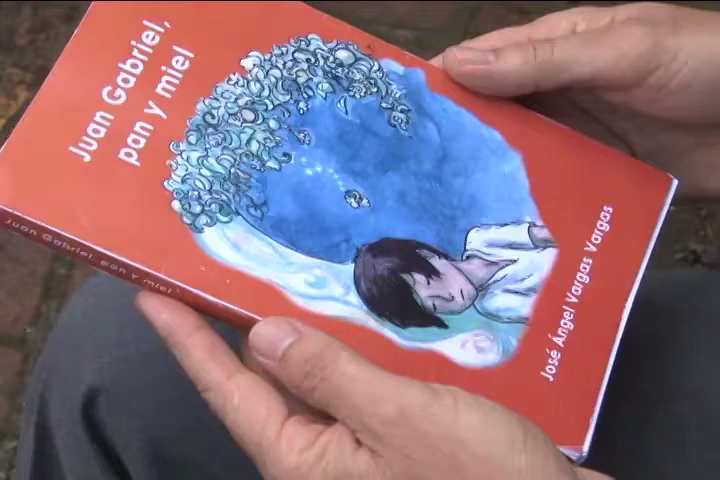 Juan Gabriel,
pan y miel
José Ángel Vargas Vargas
Juan Gabriel, pan y miel